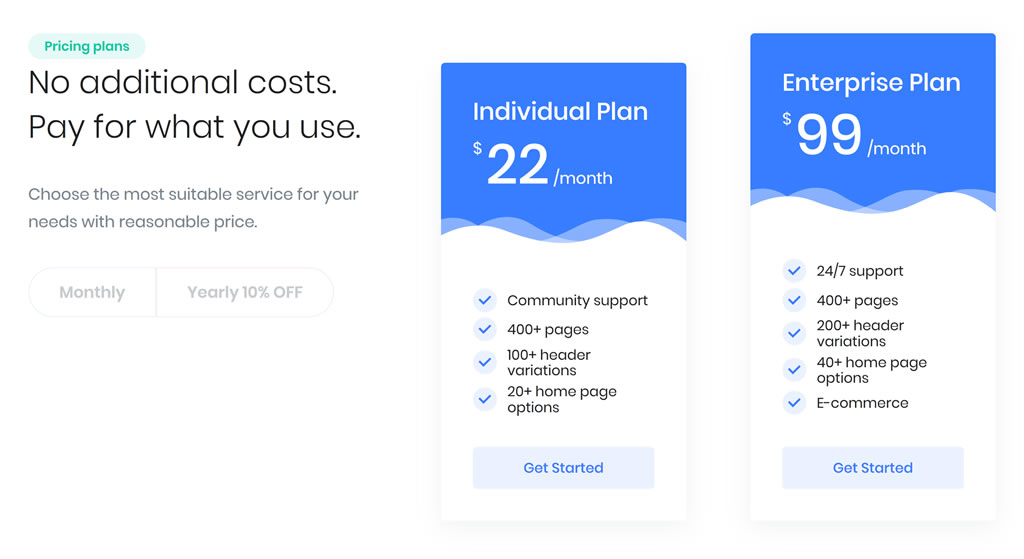 Pricing plans
No additional costs.
Pay for what you use.
Choose the most suitable service for your
needs with reasonable price.
Monthly
Yearly 10% OFF
Individual Plan
$ 22 /month
Community support
400+ pages
100+ header
variations
20+ home page
options
Get Started
Enterprise Plan
$ 99 /month
24/7 support
400+ pages
200+ header
variations
40+ home page
options
E-commerce
Get Started